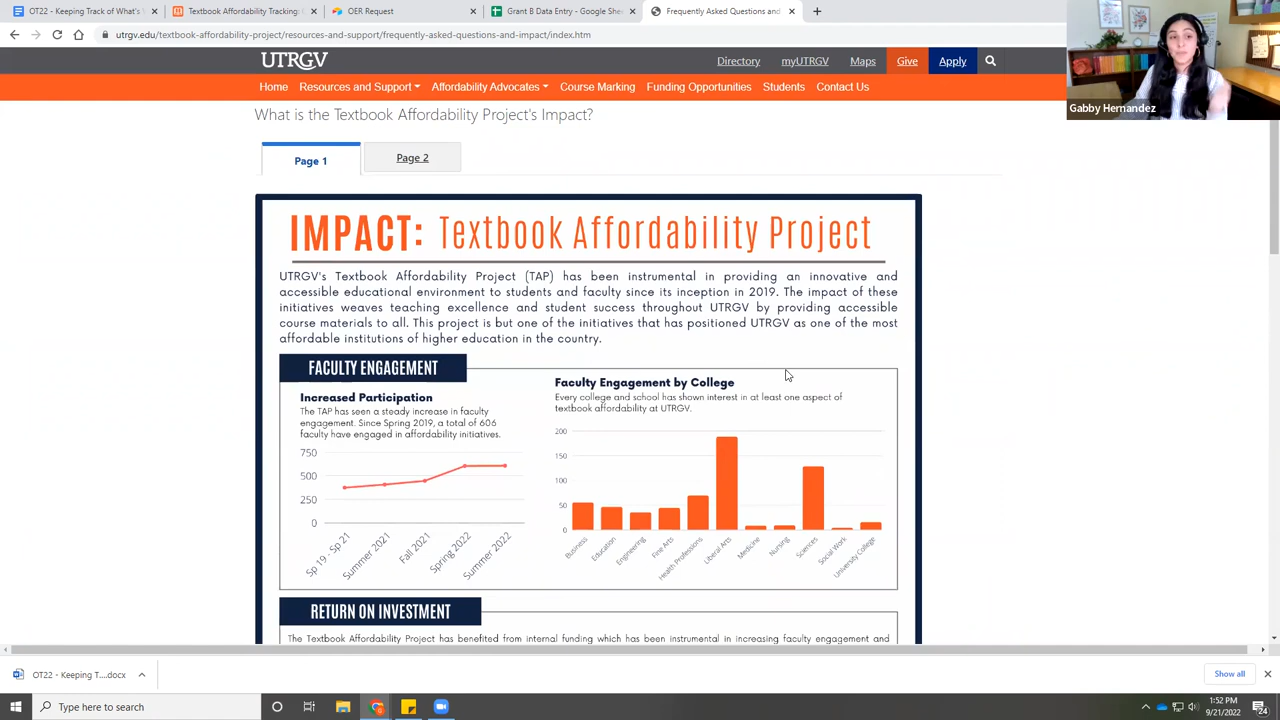 OT22 - Keeping Track of What's
Textbook Affordability Tracking
OER Request
Grant B Data Entry - Google She
Frequently Asked Questions and
utrgv.edu/textbook-affordability-project/resources-and-support/frequently-asked-questions-and-impact/index.htm
UTRGV
Directory
myUTRGV
Maps
Give
Apply
Home
Resources and Support
Affordability Advocates
Course Marking
Funding Opportunities
Students
Contact Us
Gabby Hernandez
What is the Textbook Affordability Project's Impact?
Page 1
Page 2
IMPACT: Textbook Affordability Project
UTRGV's Textbook Affordability Project (TAP) has been instrumental in providing an innovative and
accessible educational environment to students and faculty since its inception in 2019. The impact of these
initiatives weaves teaching excellence and student success throughout UTRGV by providing accessible
course materials to all. This project is but one of the initiatives that has positioned UTRGV as one of the most
affordable institutions of higher education in the country.
FACULTY ENGAGEMENT
Increased Participation
The TAP has seen a steady increase in faculty
engagement. Since Spring 2019, a total of 606
faculty have engaged in affordability initiatives.
750
500
250
0
Sp 19 - Sp 21
Summer 2021
Fall 2021
Spring 2022
Summer 2022
Faculty Engagement by College
Every college and school has shown interest in at least one aspect of
textbook affordability at UTRGV.
200
150
100
50
0
Business
Education
Engineering
Fine Arts
Health Professions
Liberal Arts
Medicine
Nursing
Sciences
Social Work
University College
RETURN ON INVESTMENT
The Textbook Affordability Project has benefited from internal funding which has been instrumental in increasing faculty engagement and
OT22 - Keeping T....docx
Show all
Type here to search
1:52 PM
9/21/2022
24